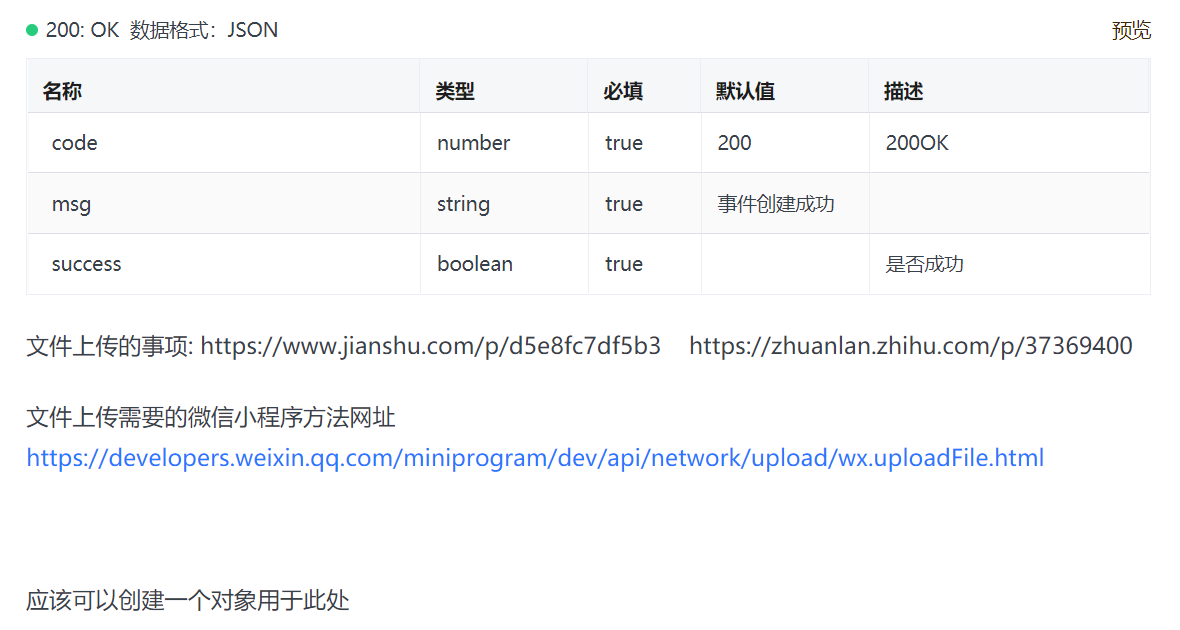 200: OK 数据格式：JSON 预览
名称 类型 必填 默认值 描述
code number true 200 200OK
msg string true 事件创建成功
success boolean true 是否成功
文件上传的事项: https://www.jianshu.com/p/d5e8fc7df5b3 https://zhuanlan.zhihu.com/p/37369400
文件上传需要的微信小程序方法网址
https://developers.weixin.qq.com/miniprogram/dev/api/network/upload/wx.uploadFile.html
应该可以创建一个对象用于此处